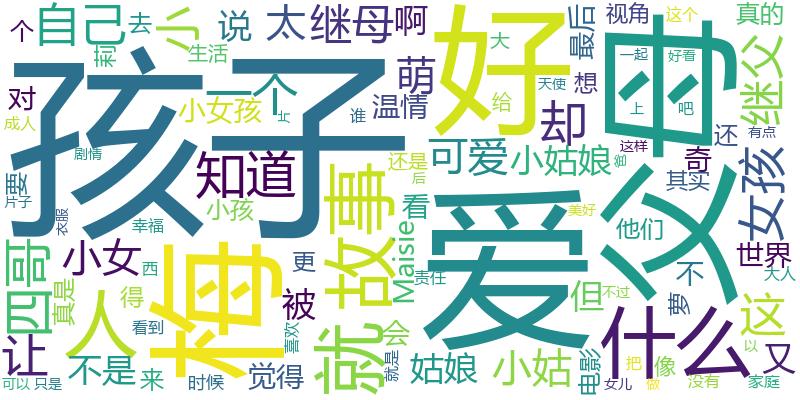 个
自己
去
小
说
太
继母
啊
好
最后
视角
这个
真的
莉
生活
大
一起
好看
父母
孩子
一个
萌
想
天使
继父
对
成人
小女孩
片
谁
温情
给
却
上
吧
剧情
知道
可爱
小姑娘
还
有点
这样
爱
奇
女孩
要
片子
衣服
小孩
还是
后
看
美好
其实
他们
幸福
故事
Maisie
四哥
小女
梅
西
更
责任
世界
真是
人
得
被
但
不
大人
萝
不过
看到
就
会
喜欢
什么
这
让
不是
来
时候
觉得
就是
姑娘
小姑
电影
把
像
以
又
可以
只是
女儿
做
没有
家庭